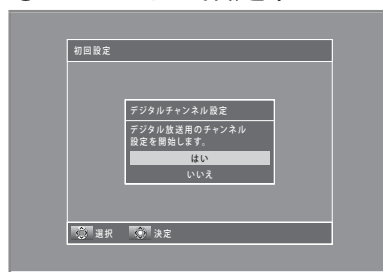 初回設定
デジタルチャンネル設定
デジタル放送用のチャンネル
設定を開始します。
はい
いいえ
選択 決定